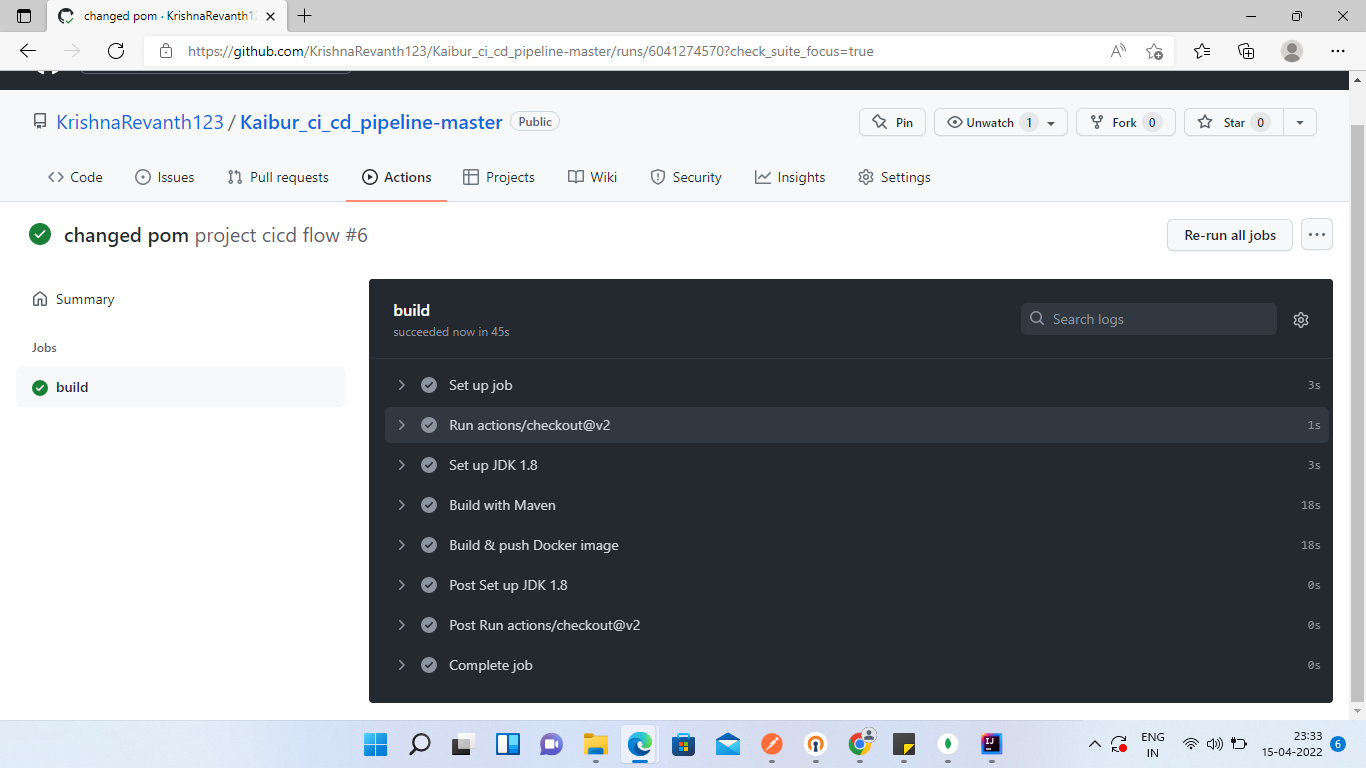 changed pom · KrishnaRevanth12
https://github.com/KrishnaRevanth123/Kaibur_ci_cd_pipeline-master/runs/6041274570?check_suite_focus=true
KrishnaRevanth123 / Kaibur_ci_cd_pipeline-master Public
Pin Unwatch 1 Fork 0 Star 0
Code Issues Pull requests Actions Projects Wiki Security Insights Settings
changed pom project cicd flow #6
Re-run all jobs
Summary
Jobs
build
build
succeeded now in 45s
Search logs
Set up job 3s
Run actions/checkout@v2 1s
Set up JDK 1.8 3s
Build with Maven 18s
Build & push Docker image 18s
Post Set up JDK 1.8 0s
Post Run actions/checkout@v2 0s
Complete job 0s
ENG
IN
23:33
15-04-2022
6